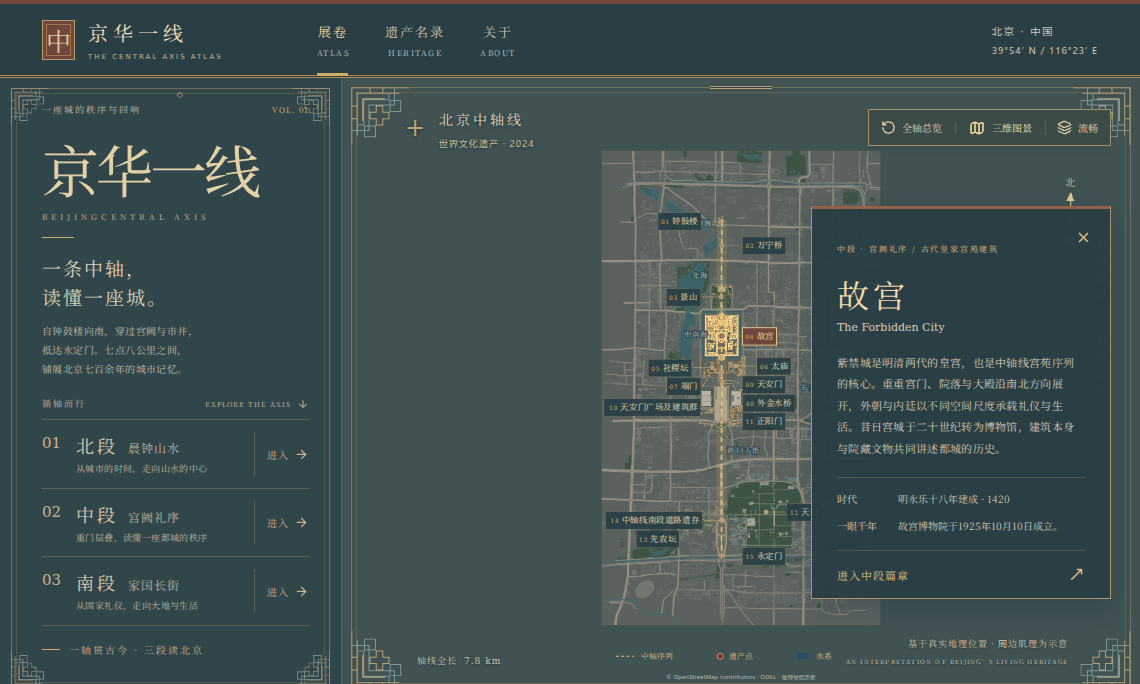 中
京华一线
THE CENTRAL AXIS ATLAS
展卷
ATLAS
遗产名录
HERITAGE
关于
ABOUT
北京 · 中国
39°54′ N / 116°23′ E
一座城的秩序与回响
VOL. 01
京华一线
BEIJINGCENTRAL AXIS
一条中轴，
读懂一座城。
自钟鼓楼向南，穿过宫阙与市井，
抵达永定门。七点八公里之间，
铺展北京七百余年的城市记忆。
循轴而行
EXPLORE THE AXIS ↓
01 北段 晨钟山水
从城市的时间，走向山水的中心
进入 →
02 中段 宫阙礼序
重门层叠，读懂一座都城的秩序
进入 →
03 南段 家国长街
从国家礼仪，走向大地与生活
进入 →
一轴贯古今 · 三段读北京
北京中轴线
世界文化遗产 · 2024
全轴总览
三维图景
流畅
北
01 钟鼓楼
02 万宁桥
北海
03 景山
中南海
04 故宫
05 社稷坛
06 太庙
07 端门
09 天安门
08 外金水桥
10 天安门广场及建筑群
11 正阳门
前门大街
12 天
14 中轴线南段道路遗存
13 先农坛
15 永定门
中段 · 宫阙礼序 / 古代皇家宫苑建筑
故宫
The Forbidden City
紫禁城是明清两代的皇宫，也是中轴线宫苑序列
的核心。重重宫门、院落与大殿沿南北方向展
开，外朝与内廷以不同空间尺度承载礼仪与生
活。昔日宫城于二十世纪转为博物馆，建筑本身
与院藏文物共同讲述都城的历史。
时代 明永乐十八年建成 · 1420
一眼千年 故宫博物院于1925年10月10日成立。
进入中段篇章
轴线全长 7.8 km
中轴序列
遗产点
水系
基于真实地理位置 · 周边肌理为示意
AN INTERPRETATION OF BEIJING’S LIVING HERITAGE
© OpenStreetMap contributors · ODbL ·